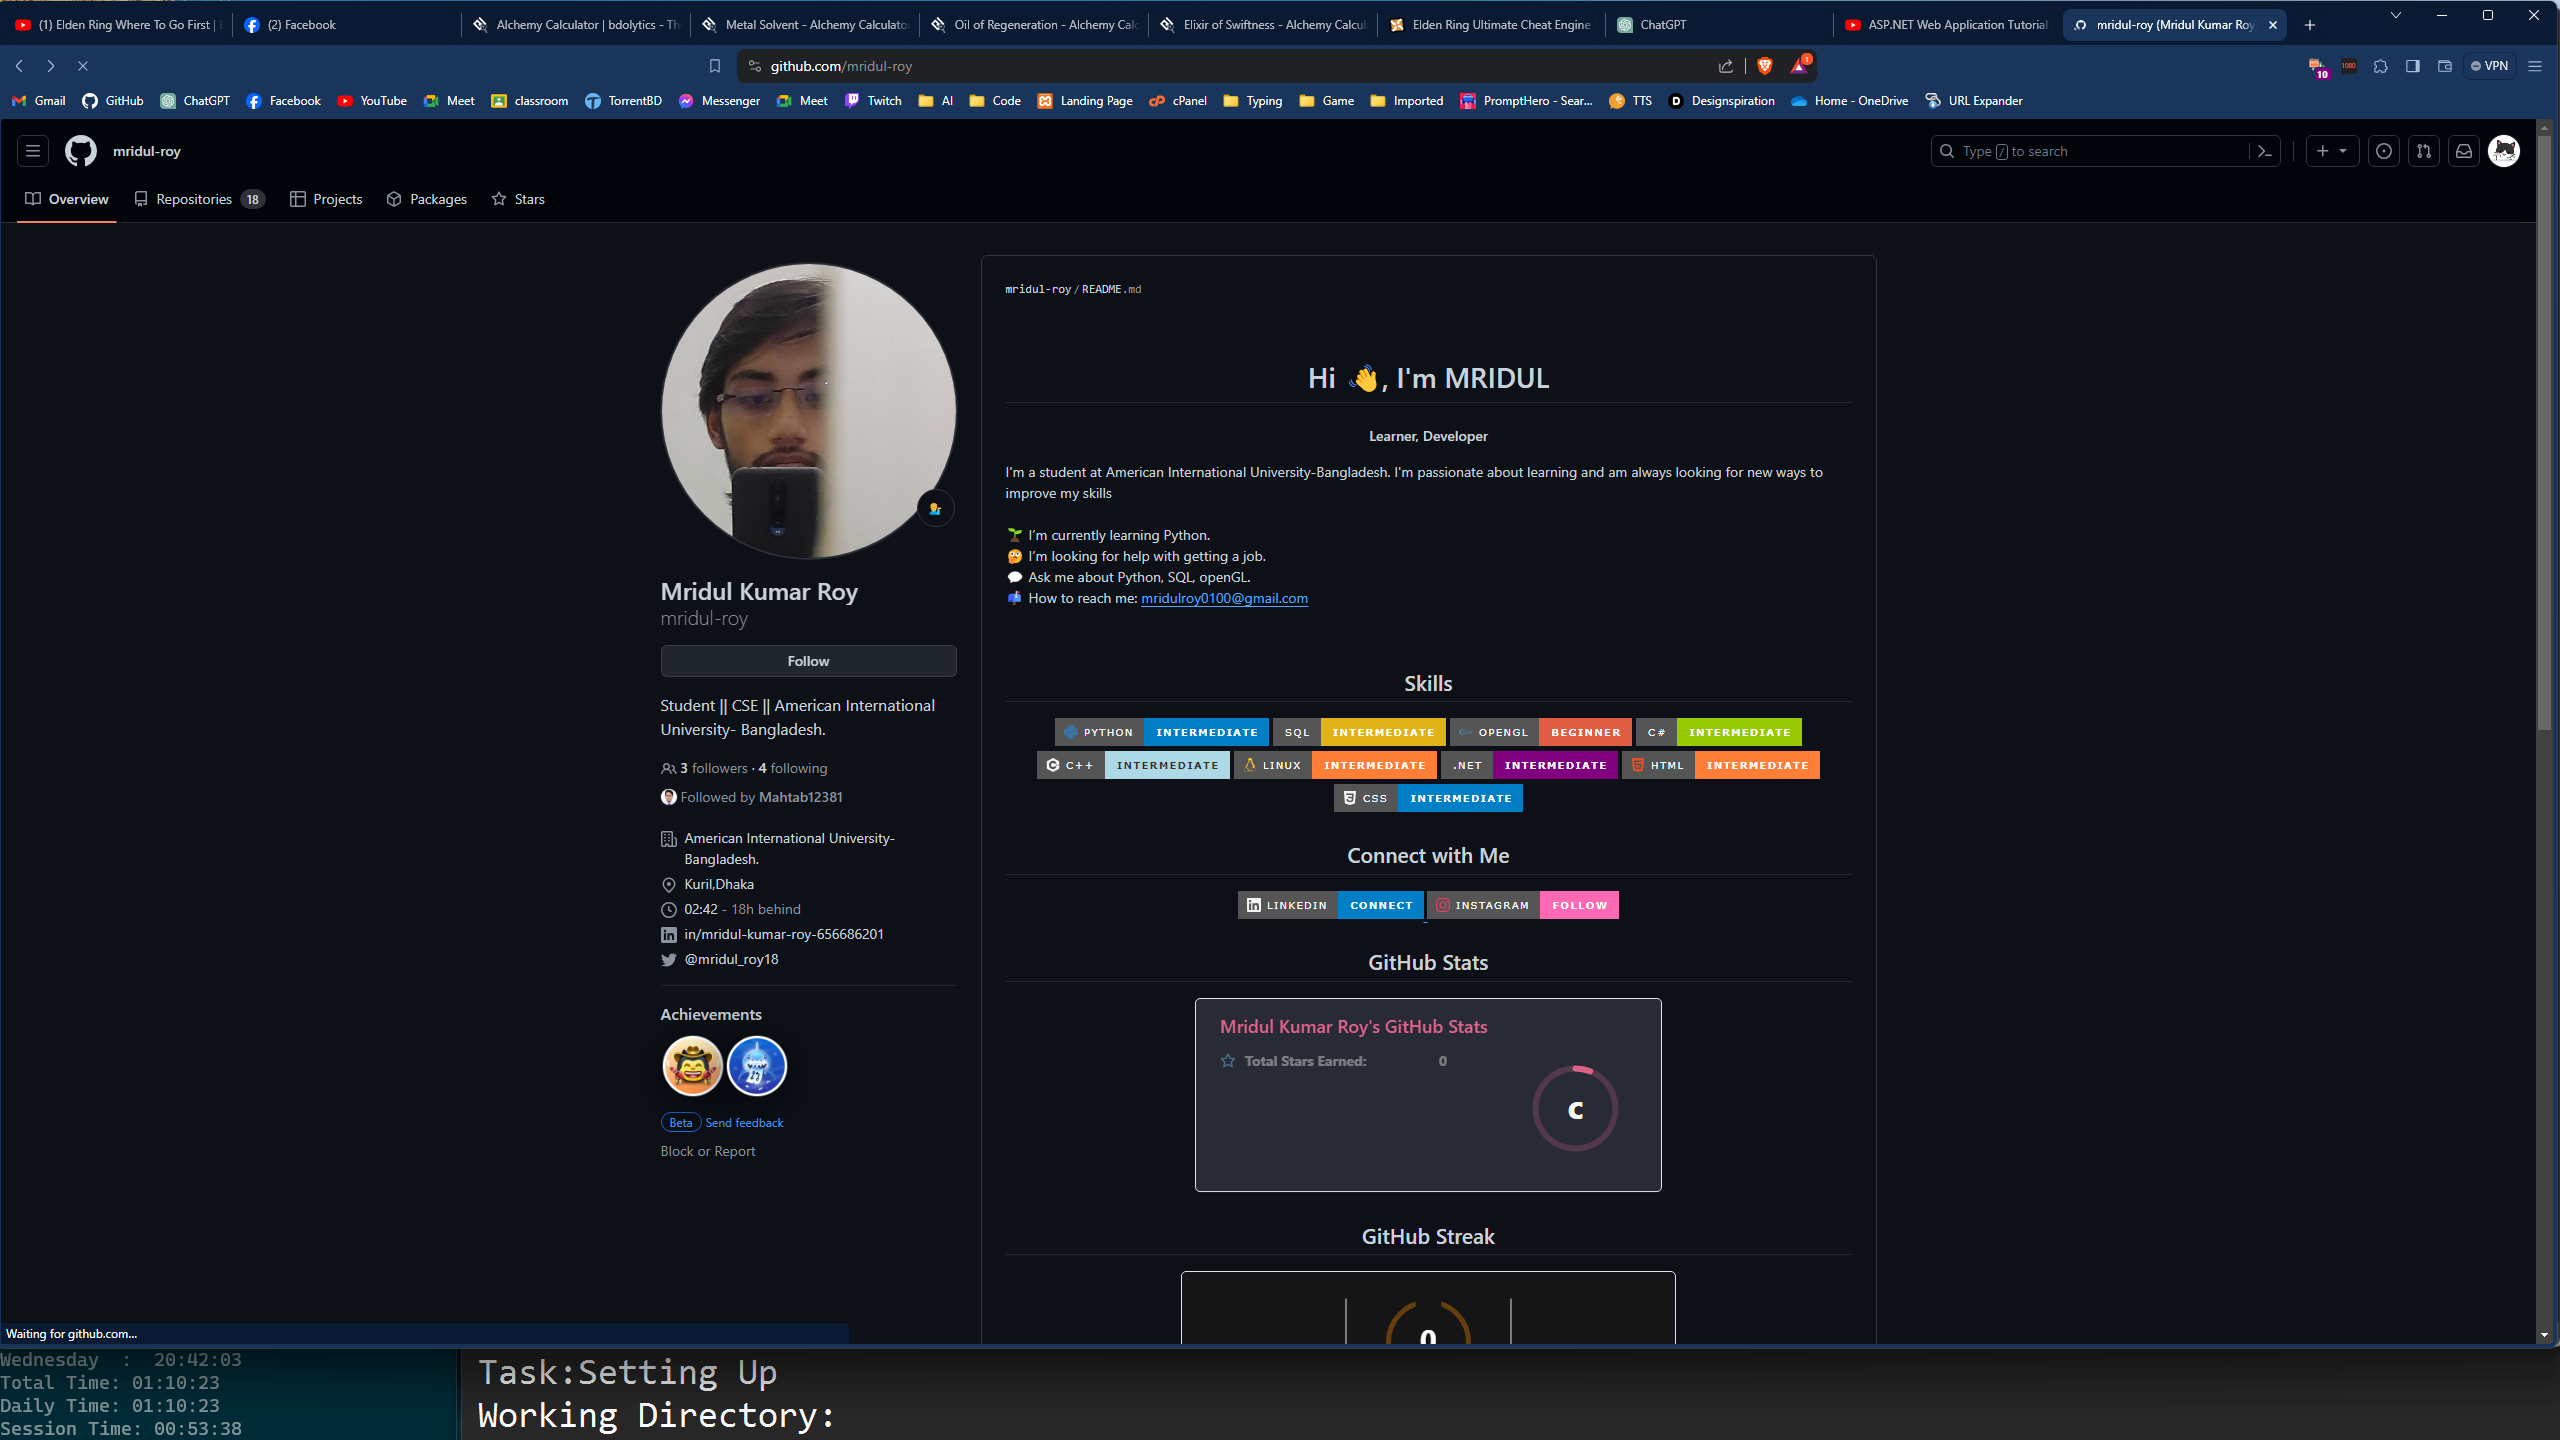 (1) Elden Ring Where To Go First |
(2) Facebook
Alchemy Calculator | bdolytics - Th
Metal Solvent - Alchemy Calculator
Oil of Regeneration - Alchemy Calc
Elixir of Swiftness - Alchemy Calcul
Elden Ring Ultimate Cheat Engine
ChatGPT
ASP.NET Web Application Tutorial
mridul-roy (Mridul Kumar Roy
github.com/mridul-roy
1
10
1080
VPN
Gmail
GitHub
ChatGPT
Facebook
YouTube
Meet
classroom
TorrentBD
Messenger
Meet
Twitch
AI
Code
Landing Page
cPanel
Typing
Game
Imported
PromptHero - Sear...
TTS
Designspiration
Home - OneDrive
URL Expander
mridul-roy
Type / to search
Overview
Repositories 18
Projects
Packages
Stars
Mridul Kumar Roy
mridul-roy
Follow
Student || CSE || American International
University- Bangladesh.
3 followers · 4 following
Followed by Mahtab12381
American International University-
Bangladesh.
Kuril,Dhaka
02:42 - 18h behind
in/mridul-kumar-roy-656686201
@mridul_roy18
Achievements
Beta Send feedback
Block or Report
mridul-roy/README.md
Hi 👋, I'm MRIDUL
Learner, Developer
I'm a student at American International University-Bangladesh. I'm passionate about learning and am always looking for new ways to
improve my skills
🌱 I'm currently learning Python.
🤔 I'm looking for help with getting a job.
💬 Ask me about Python, SQL, openGL.
📫 How to reach me: mridulroy0100@gmail.com
Skills
PYTHON INTERMEDIATE SQL INTERMEDIATE OPENGL BEGINNER C# INTERMEDIATE
C++ INTERMEDIATE LINUX INTERMEDIATE .NET INTERMEDIATE HTML INTERMEDIATE
CSS INTERMEDIATE
Connect with Me
LINKEDIN CONNECT INSTAGRAM FOLLOW
GitHub Stats
Mridul Kumar Roy's GitHub Stats
Total Stars Earned: 0
C
GitHub Streak
0
Waiting for github.com...
Wednesday : 20:42:03
Total Time: 01:10:23
Daily Time: 01:10:23
Session Time: 00:53:38
Task:Setting Up
Working Directory: